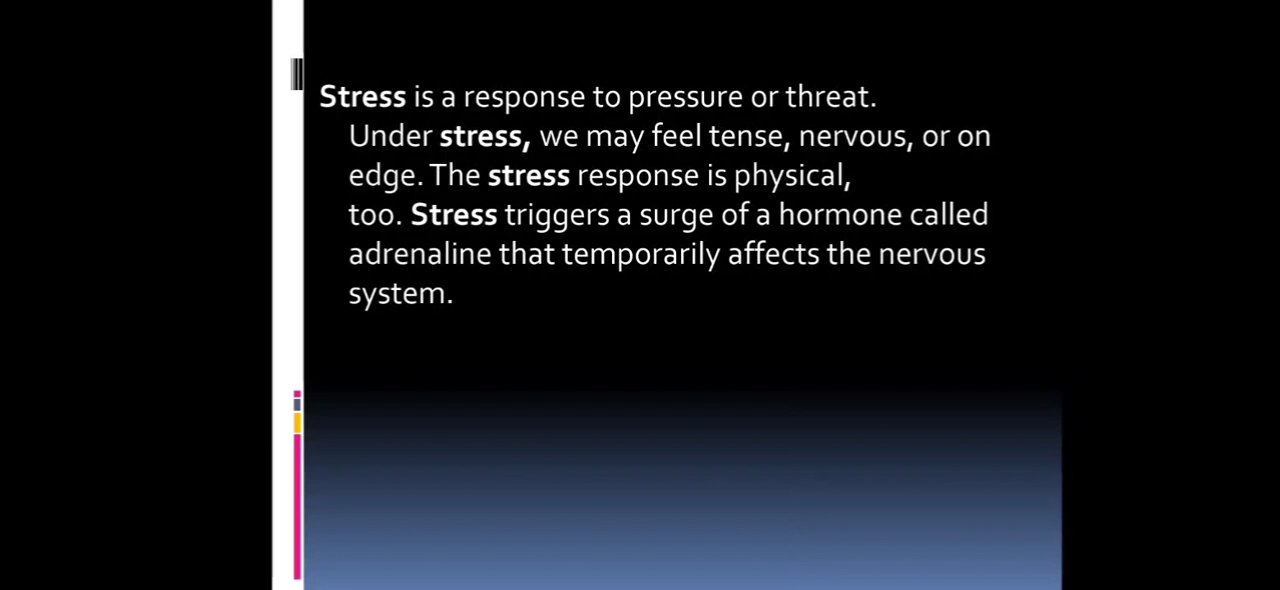 Stress is a response to pressure or threat.
Under stress, we may feel tense, nervous, or on
edge. The stress response is physical,
too. Stress triggers a surge of a hormone called
adrenaline that temporarily affects the nervous
system.